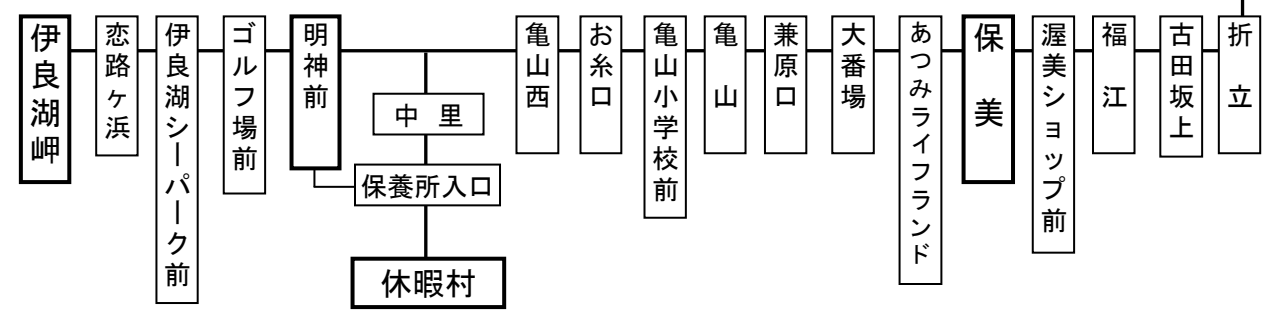 伊良湖岬
恋路ヶ浜
伊良湖シーパーク前
ゴルフ場前
明神前
中里
保養所入口
休暇村
亀山西
お糸口
亀山小学校前
亀山
兼原口
大番場
あつみライフランド
保美
渥美ショップ前
福江
古田坂上
折立